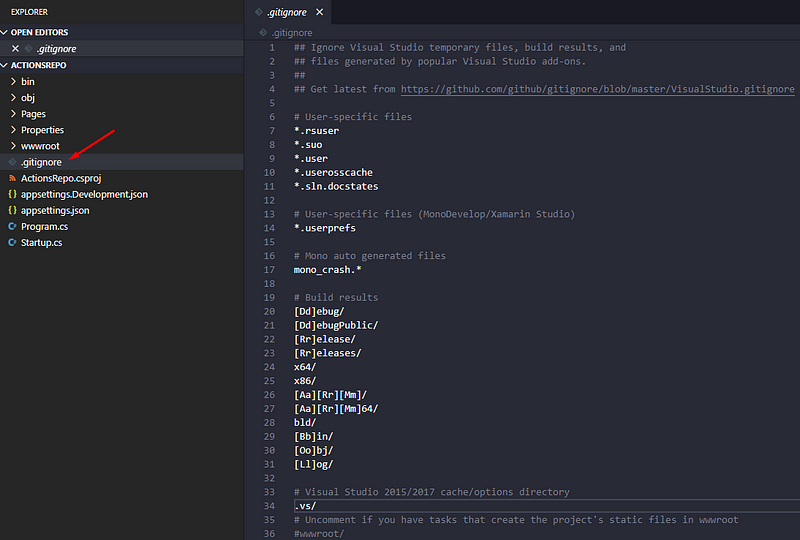 EXPLORER
OPEN EDITORS
.gitignore
ACTIONSREPO
bin
obj
Pages
Properties
wwwroot
.gitignore
ActionsRepo.csproj
{ } appsettings.Development.json
{ } appsettings.json
C# Program.cs
C# Startup.cs
.gitignore
.gitignore
1 ## Ignore Visual Studio temporary files, build results, and
2 ## files generated by popular Visual Studio add-ons.
3 ##
4 ## Get latest from https://github.com/github/gitignore/blob/master/VisualStudio.gitignore
5
6 # User-specific files
7 *.rsuser
8 *.suo
9 *.user
10 *.userosscache
11 *.sln.docstates
12
13 # User-specific files (MonoDevelop/Xamarin Studio)
14 *.userprefs
15
16 # Mono auto generated files
17 mono_crash.*
18
19 # Build results
20 [Dd]ebug/
21 [Dd]ebugPublic/
22 [Rr]elease/
23 [Rr]eleases/
24 x64/
25 x86/
26 [Aa][Rr][Mm]/
27 [Aa][Rr][Mm]64/
28 bld/
29 [Bb]in/
30 [Oo]bj/
31 [Ll]og/
32
33 # Visual Studio 2015/2017 cache/options directory
34 .vs/
35 # Uncomment if you have tasks that create the project's static files in wwwroot
36 #wwwroot/